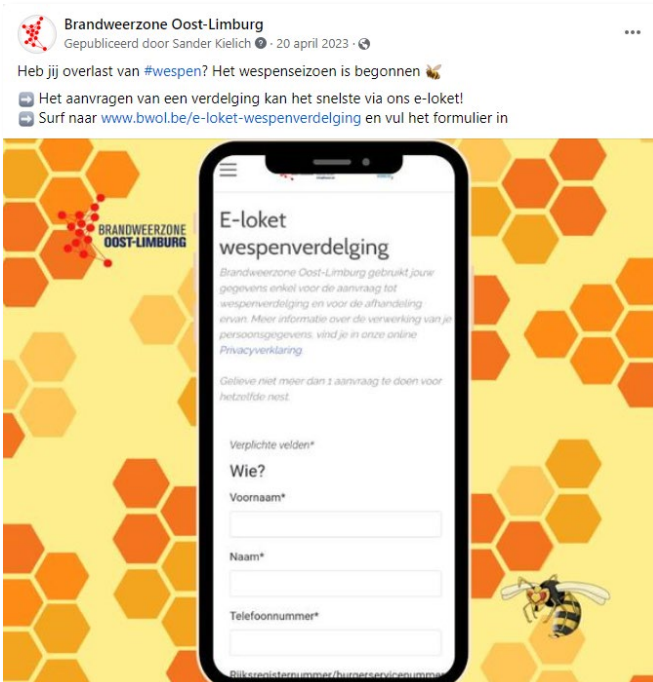 Brandweerzone Oost-Limburg
Gepubliceerd door Sander Kielich · 20 april 2023 ·
Heb jij overlast van #wespen? Het wespenseizoen is begonnen 🐝
➡️ Het aanvragen van een verdelging kan het snelste via ons e-loket!
➡️ Surf naar www.bwol.be/e-loket-wespenverdelging en vul het formulier in
BRANDWEERZONE
OOST-LIMBURG
E-loket
wespenverdelging
Brandweerzone Oost-Limburg gebruikt jouw
gegevens enkel voor de aanvraag tot
wespenverdelging en voor de afhandeling
ervan. Meer informatie over de verwerking van je
persoonsgegevens, vind je in onze online
Privacyverklaring.
Gelieve niet meer dan 1 aanvraag te doen voor
hetzelfde nest.
Verplichte velden*
Wie?
Voornaam*
Naam*
Telefoonnummer*
Rijksregisternummer/burgerservicenummer